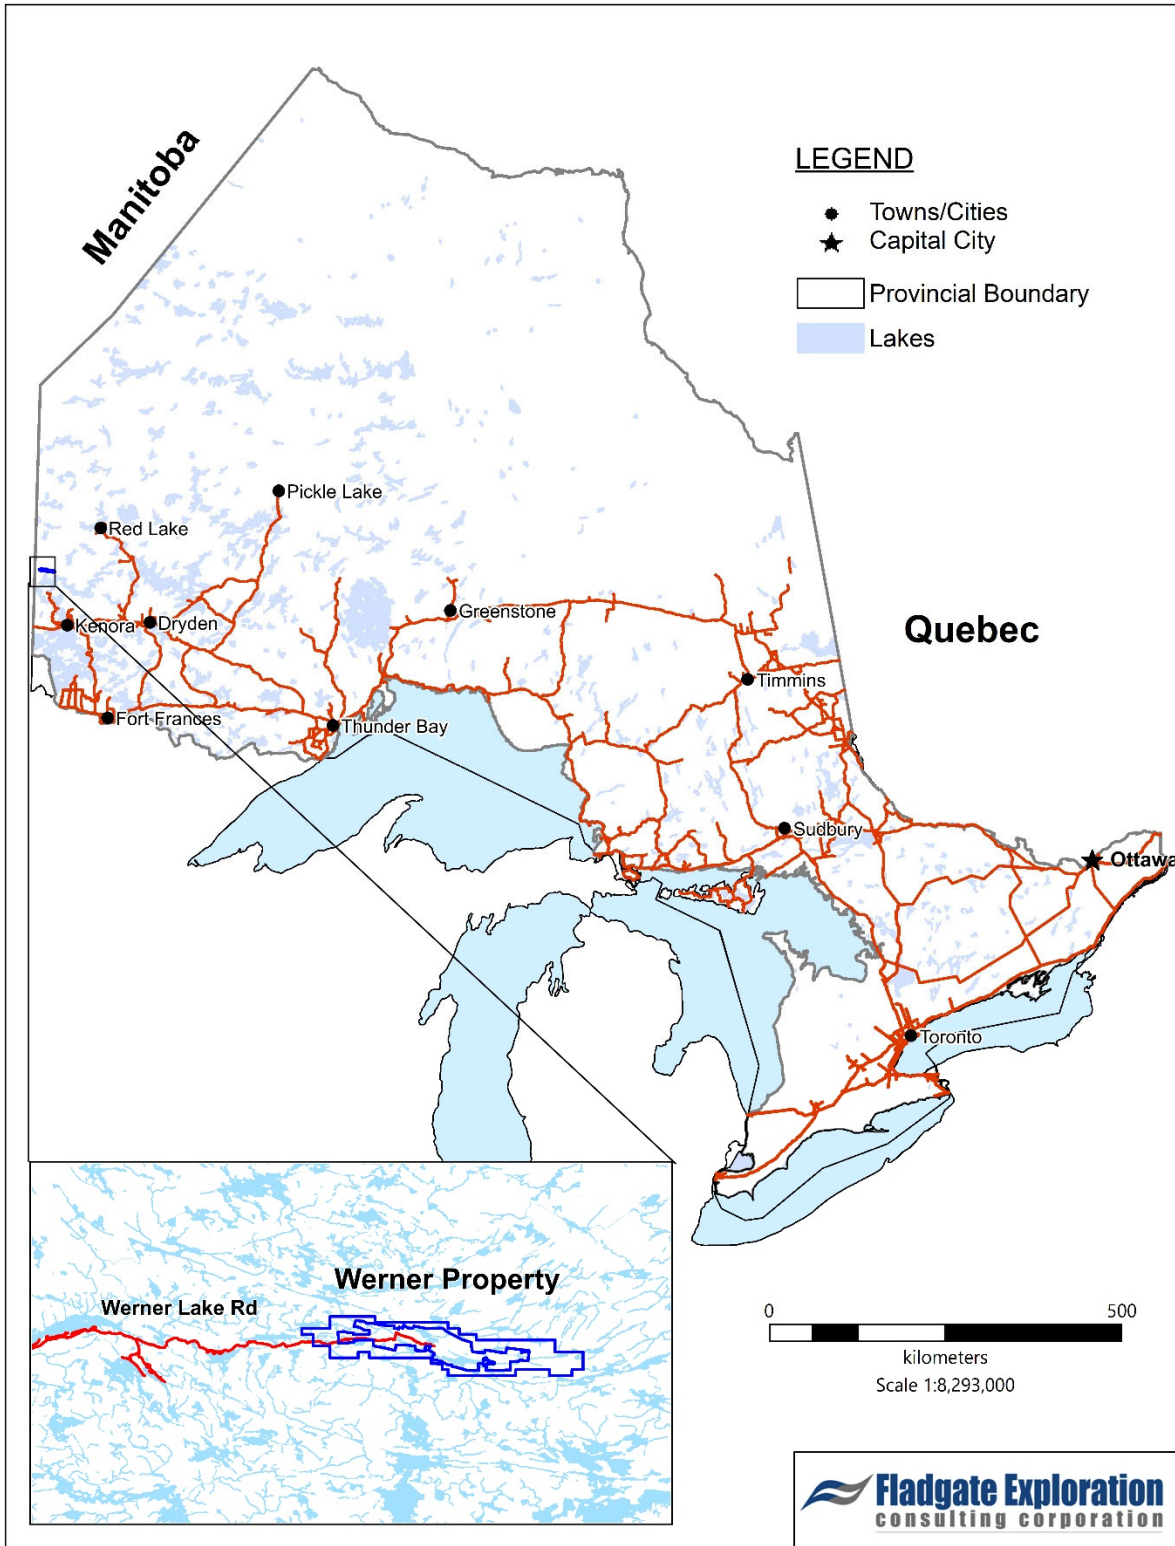 Manitoba
LEGEND
Towns/Cities
Capital City
Provincial Boundary
Lakes
Pickle Lake
Red Lake
Greenstone
Kenora
Dryden
Quebec
Timmins
Fort Frances
Thunder Bay
Sudbury
Ottawa
Toronto
Werner Property
Werner Lake Rd
0 500
kilometers
Scale 1:8,293,000
Fladgate Exploration
consulting corporation